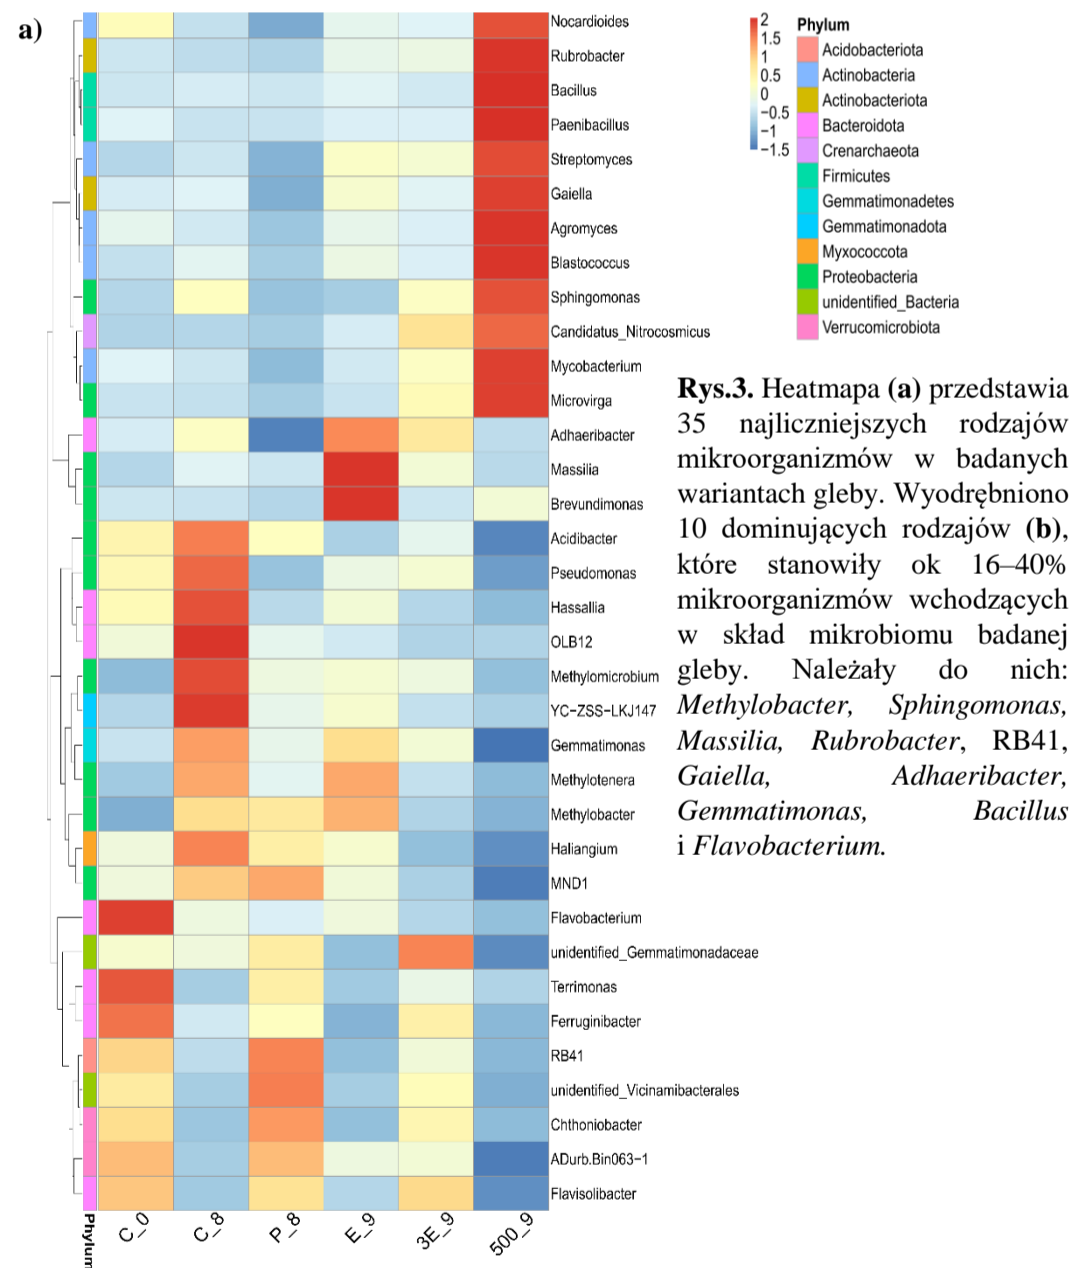 a)
Nocardioides
Rubrobacter
Bacillus
Paenibacillus
Streptomyces
Gaiella
Agromyces
Blastococcus
Sphingomonas
Candidatus_Nitrocosmicus
Mycobacterium
Microvirga
Adhaeribacter
Massilia
Brevundimonas
Acidibacter
Pseudomonas
Hassallia
OLB12
Methylomicrobium
YC−ZSS−LKJ147
Gemmatimonas
Methylotenera
Methylobacter
Haliangium
MND1
Flavobacterium
unidentified_Gemmatimonadaceae
Terrimonas
Ferruginibacter
RB41
unidentified_Vicinamibacterales
Chthoniobacter
ADurb.Bin063−1
Flavisolibacter
Phylum
C_0
C_8
P_8
E_9
3E_9
500_9
2
1.5
1
0.5
0
−0.5
−1
−1.5
Phylum
Acidobacteriota
Actinobacteria
Actinobacteriota
Bacteroidota
Crenarchaeota
Firmicutes
Gemmatimonadetes
Gemmatimonadota
Myxococcota
Proteobacteria
unidentified_Bacteria
Verrucomicrobiota
Rys.3. Heatmapa (a) przedstawia
35 najliczniejszych rodzajów
mikroorganizmów w badanych
wariantach gleby. Wyodrębniono
10 dominujących rodzajów (b),
które stanowiły ok 16–40%
mikroorganizmów wchodzących
w skład mikrobiomu badanej
gleby. Należały do nich:
Methylobacter, Sphingomonas,
Massilia, Rubrobacter, RB41,
Gaiella, Adhaeribacter,
Gemmatimonas, Bacillus
i Flavobacterium.